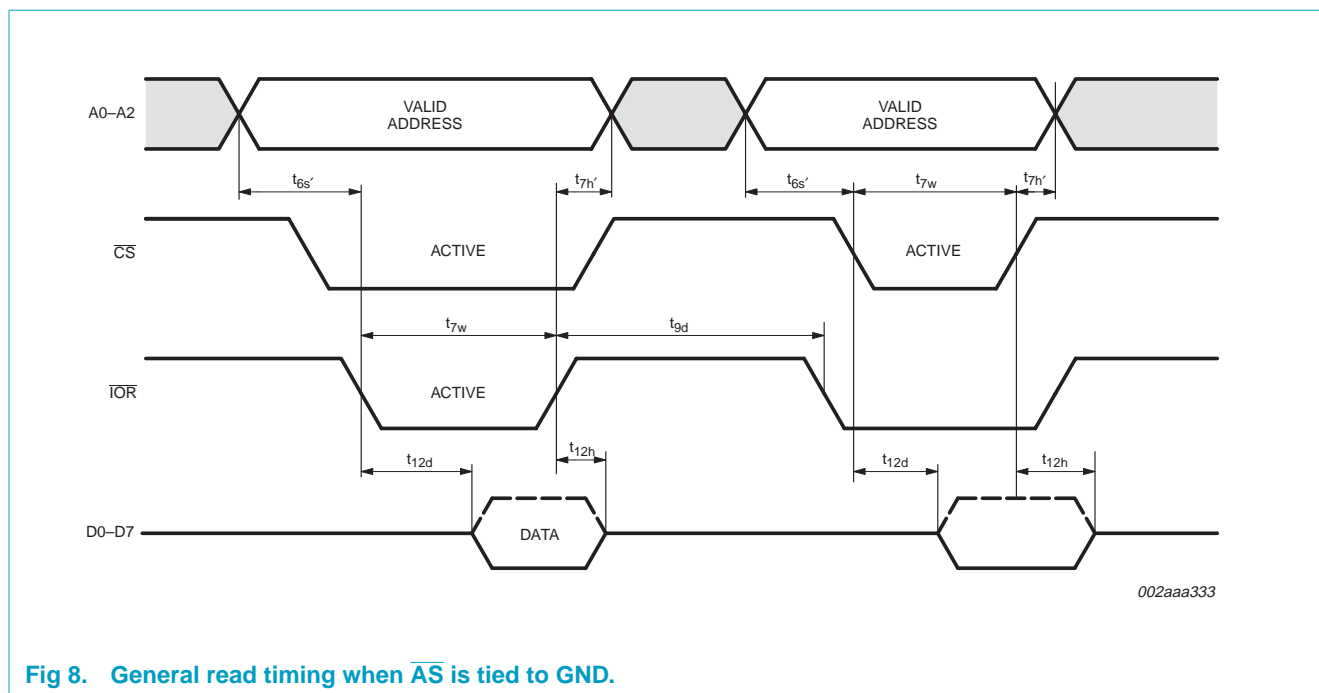 A0–A2
VALID
ADDRESS
VALID
ADDRESS
t6s′
t7h′
t6s′
t7w
t7h′
CS
ACTIVE
ACTIVE
t7w
t9d
IOR
ACTIVE
t12d
t12h
t12d
t12h
D0–D7
DATA
002aaa333
Fig 8. General read timing when AS is tied to GND.